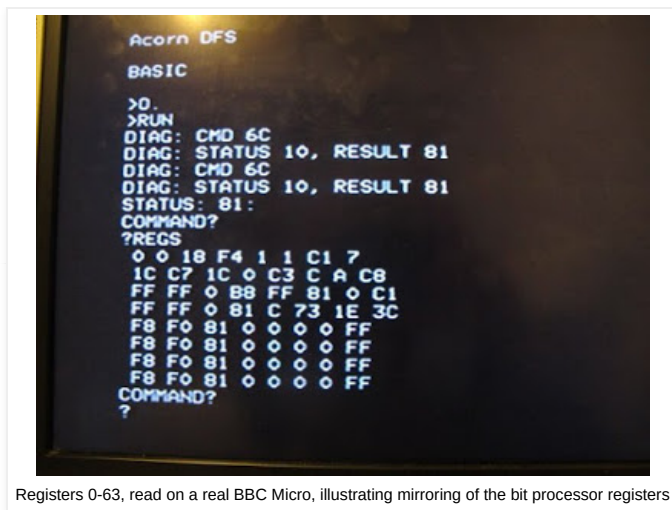 Acorn DFS
BASIC
>O.
>RUN
DIAG: CMD 6C
DIAG: STATUS 10, RESULT 81
DIAG: CMD 6C
DIAG: STATUS 10, RESULT 81
STATUS: 81:
COMMAND?
?REGS
0 0 18 F4 1 1 C1 7
1C C7 1C 0 C3 C A C8
FF FF 0 B8 FF 81 0 C1
FF FF 0 81 C 73 1E 3C
F8 F0 81 0 0 0 0 FF
F8 F0 81 0 0 0 0 FF
F8 F0 81 0 0 0 0 FF
F8 F0 81 0 0 0 0 FF
COMMAND?
?
Registers 0-63, read on a real BBC Micro, illustrating mirroring of the bit processor registers